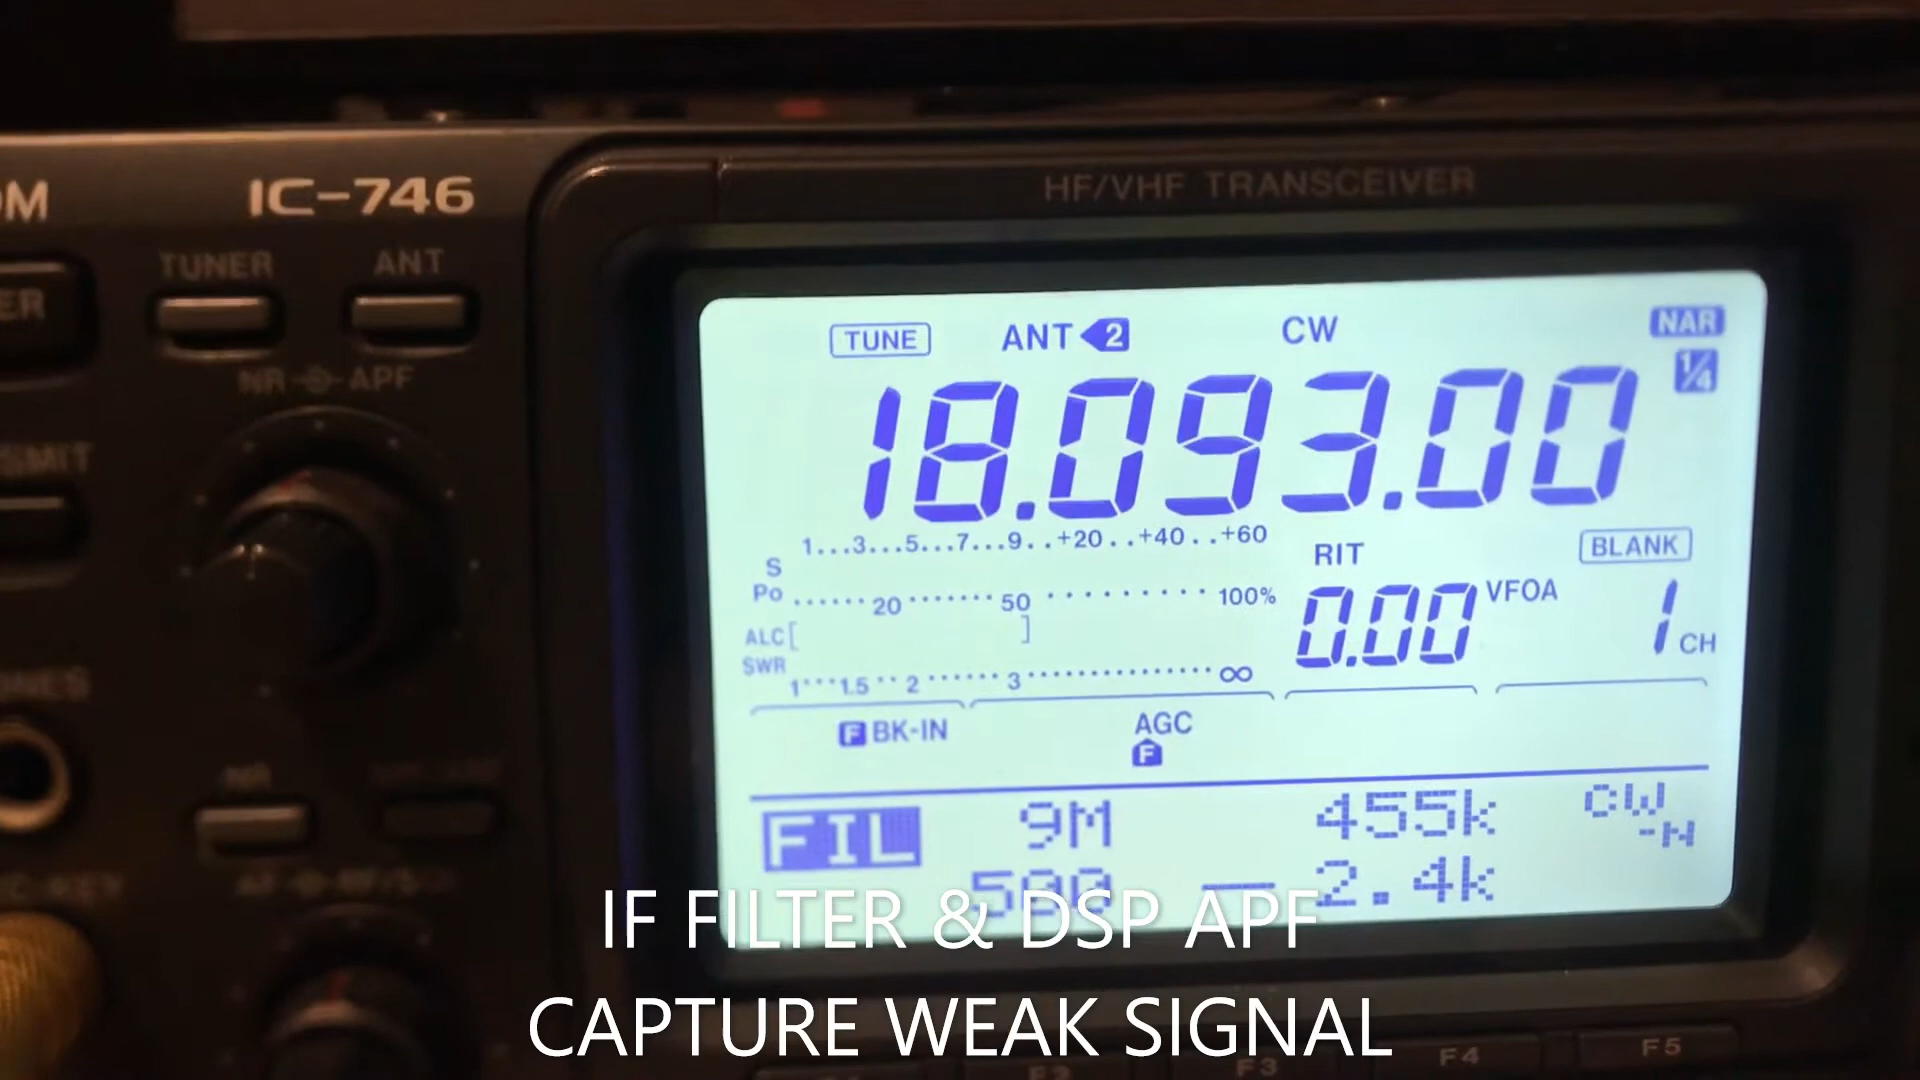 IC-746
HF/VHF TRANSCEIVER
TUNER
ANT
NR APF
TUNE
ANT 2
CW
NAR
1/4
18.093.00
1...3...5...7...9..+20..+40..+60
S
Po ......20.......50 ......... 100%
ALC[ ]
SWR
1···1.5··2······3············∞
RIT
0.00
VFOA
BLANK
1 CH
F BK-IN
AGC
F
FIL
9M
455k
CW
-N
500 — 2.4k
NR
IF FILTER & DSP APF
CAPTURE WEAK SIGNAL
F3
F4
F5